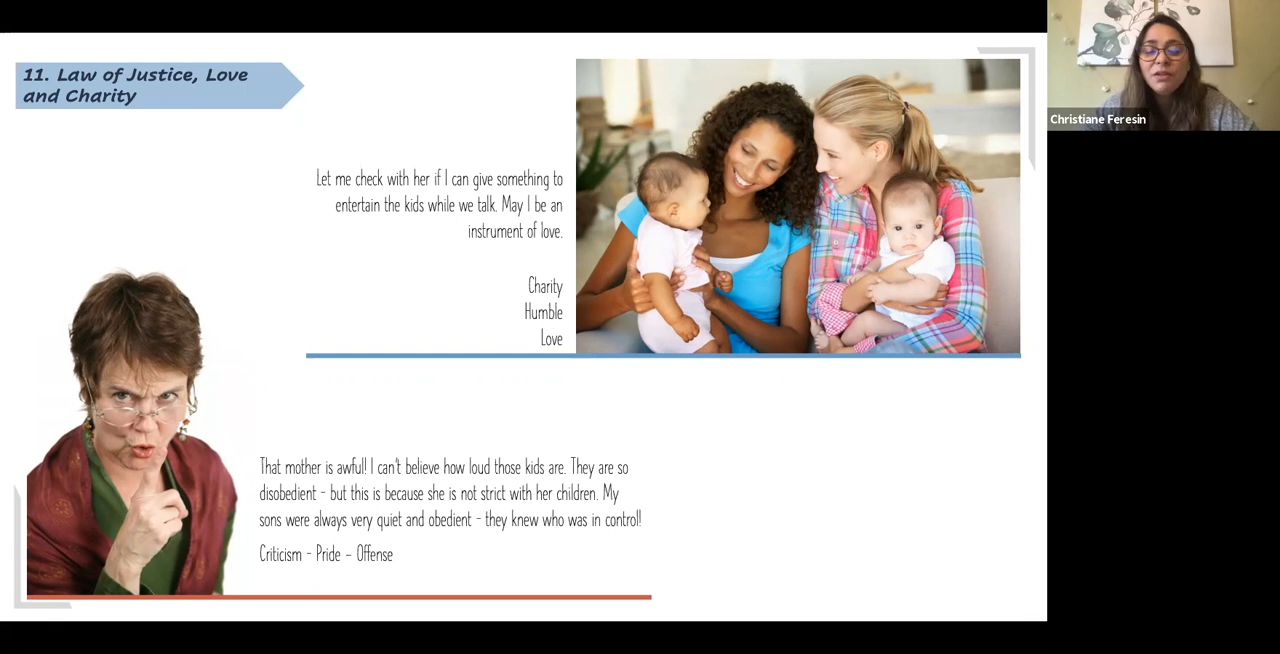 11. Law of Justice, Love
and Charity
Let me check with her if I can give something to
entertain the kids while we talk. May I be an
instrument of love.
Charity
Humble
Love
That mother is awful! I can't believe how loud those kids are. They are so
disobedient - but this is because she is not strict with her children. My
sons were always very quiet and obedient - they knew who was in control!
Criticism - Pride – Offense
Christiane Feresin